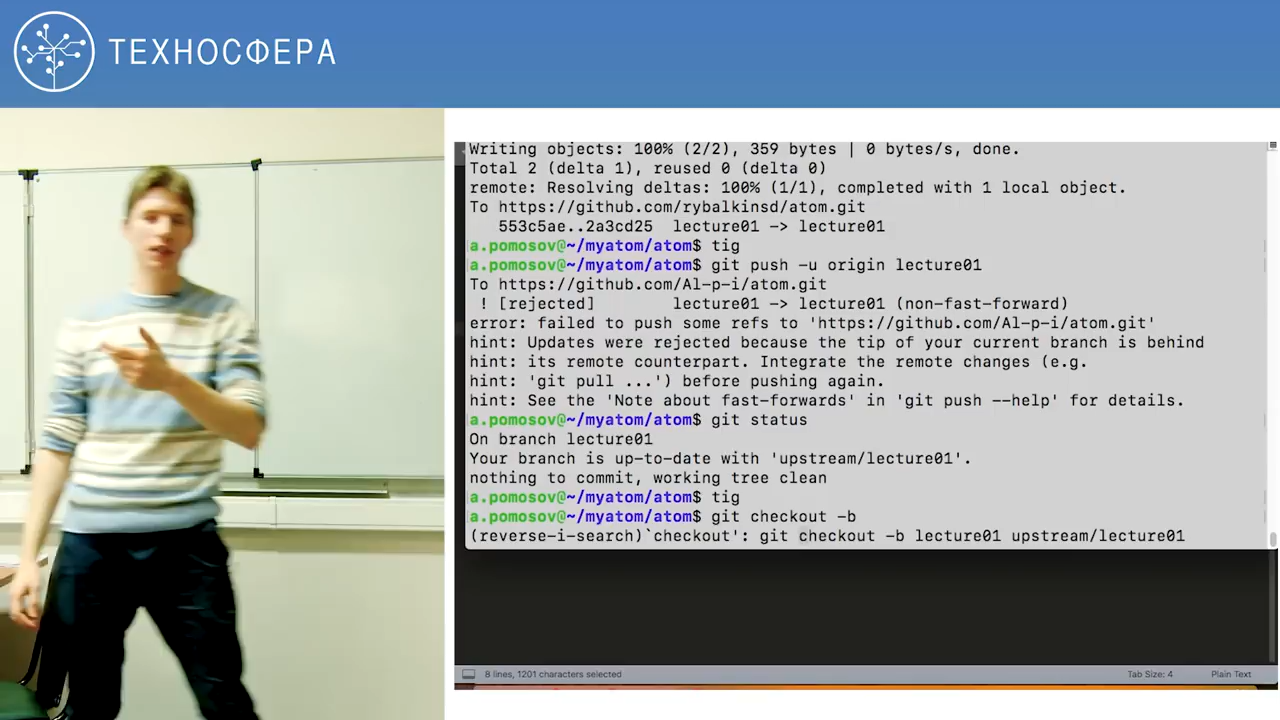 ТЕХНОСФЕРА
Writing objects: 100% (2/2), 359 bytes | 0 bytes/s, done.
Total 2 (delta 1), reused 0 (delta 0)
remote: Resolving deltas: 100% (1/1), completed with 1 local object.
To https://github.com/rybalkinsd/atom.git
553c5ae..2a3cd25  lecture01 -> lecture01
a.pomosov@~/myatom/atom$ tig
a.pomosov@~/myatom/atom$ git push -u origin lecture01
To https://github.com/Al-p-i/atom.git
! [rejected]        lecture01 -> lecture01 (non-fast-forward)
error: failed to push some refs to 'https://github.com/Al-p-i/atom.git'
hint: Updates were rejected because the tip of your current branch is behind
hint: its remote counterpart. Integrate the remote changes (e.g.
hint: 'git pull ...') before pushing again.
hint: See the 'Note about fast-forwards' in 'git push --help' for details.
a.pomosov@~/myatom/atom$ git status
On branch lecture01
Your branch is up-to-date with 'upstream/lecture01'.
nothing to commit, working tree clean
a.pomosov@~/myatom/atom$ tig
a.pomosov@~/myatom/atom$ git checkout -b
(reverse-i-search)`checkout': git checkout -b lecture01 upstream/lecture01
8 lines, 1201 characters selected
Tab Size: 4
Plain Text